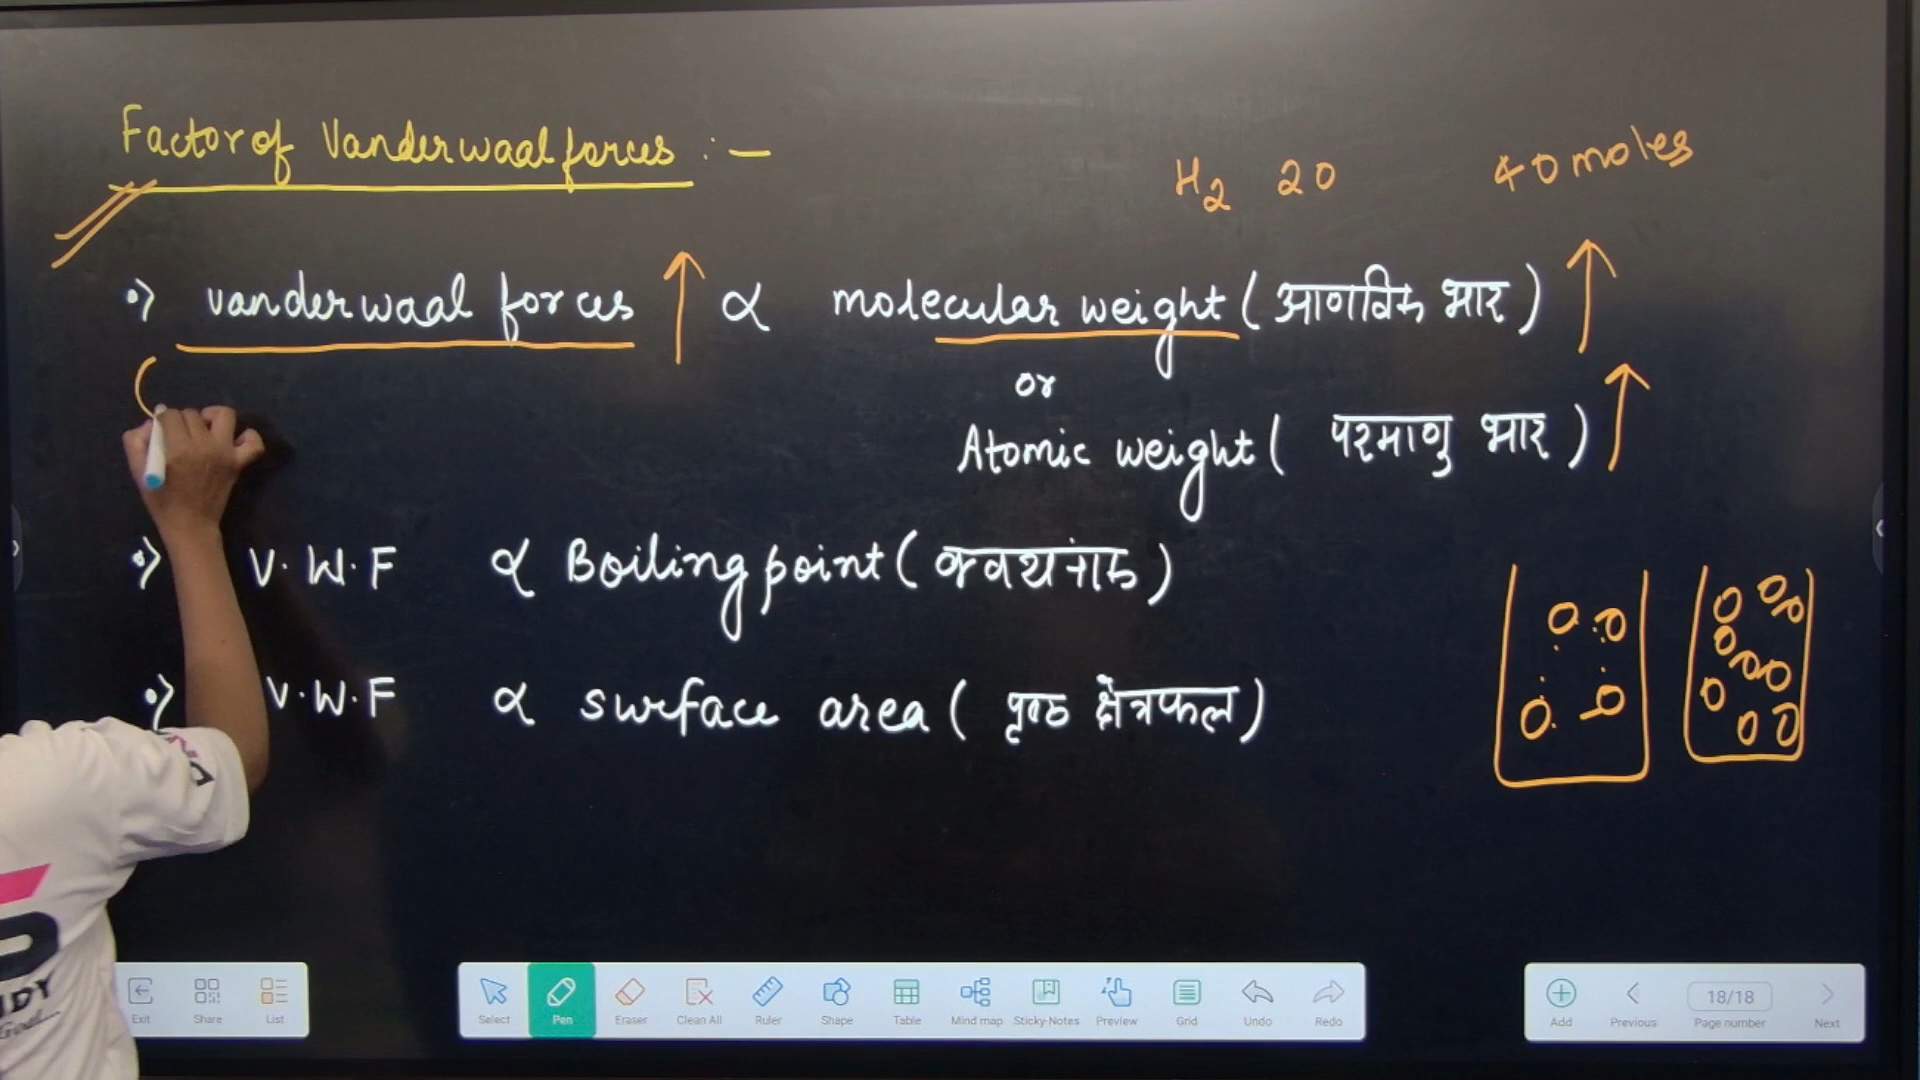 Factor of Vanderwaal forces :-
H2 20 40 moles
vanderwaal forces ↑ ∝ molecular weight (आणविक भार) ↑
or
Atomic weight ( परमाणु भार ) ↑
V.W.F ∝ Boiling point ( क्वथनांक )
V.W.F ∝ surface area ( पृष्ठ क्षेत्रफल )
Exit Share List
Select Pen Eraser Clean All Ruler Shape Table Mind map Sticky-Notes Preview Grid Undo Redo
Add Previous 18/18 Page number Next